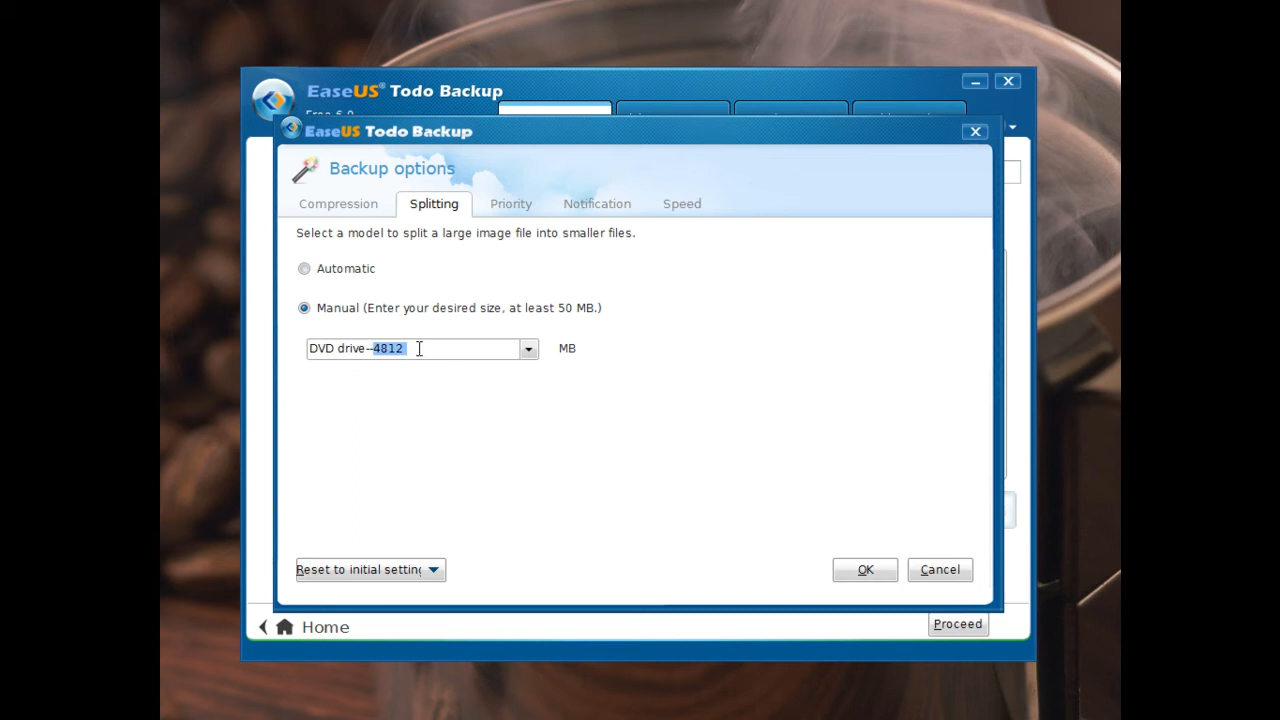 EaseUS® Todo Backup
EaseUS Todo Backup
Backup options
Compression Splitting Priority Notification Speed
Select a model to split a large image file into smaller files.
Automatic
Manual (Enter your desired size, at least 50 MB.)
DVD drive--4812 MB
Reset to initial setting
OK Cancel
Home
Proceed